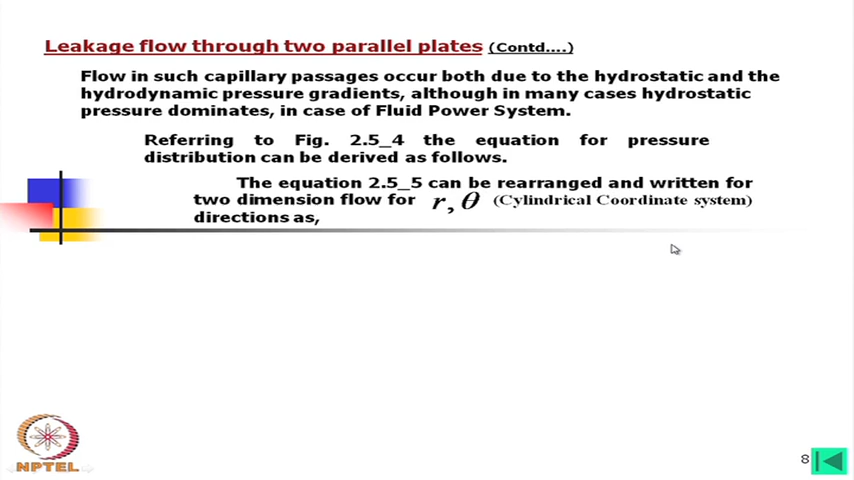 Leakage flow through two parallel plates (Contd....)
Flow in such capillary passages occur both due to the hydrostatic and the
hydrodynamic pressure gradients, although in many cases hydrostatic
pressure dominates, in case of Fluid Power System.
Referring to Fig. 2.5_4 the equation for pressure
distribution can be derived as follows.
The equation 2.5_5 can be rearranged and written for
two dimension flow for r, θ (Cylindrical Coordinate system)
directions as,
NPTEL
8